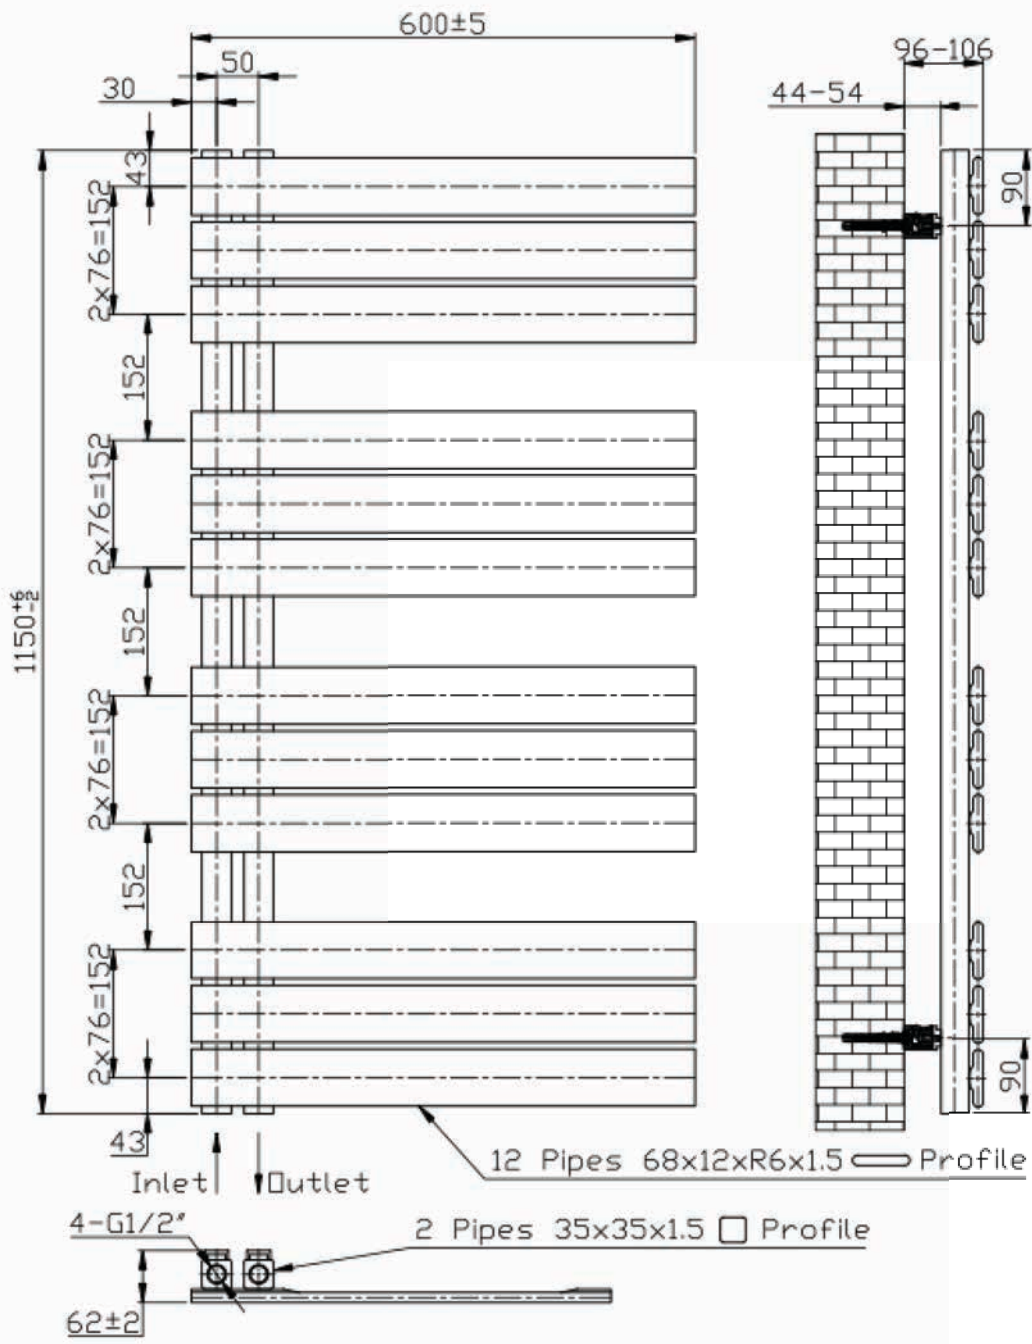 600±5
96-106
50
44-54
30
43
90
2x76=152
152
2x76=152
1150+6-2
152
2x76=152
152
2x76=152
90
43
12 Pipes 68x12xR6x1.5 Profile
Inlet Outlet
4-G1/2"
2 Pipes 35x35x1.5 Profile
62±2